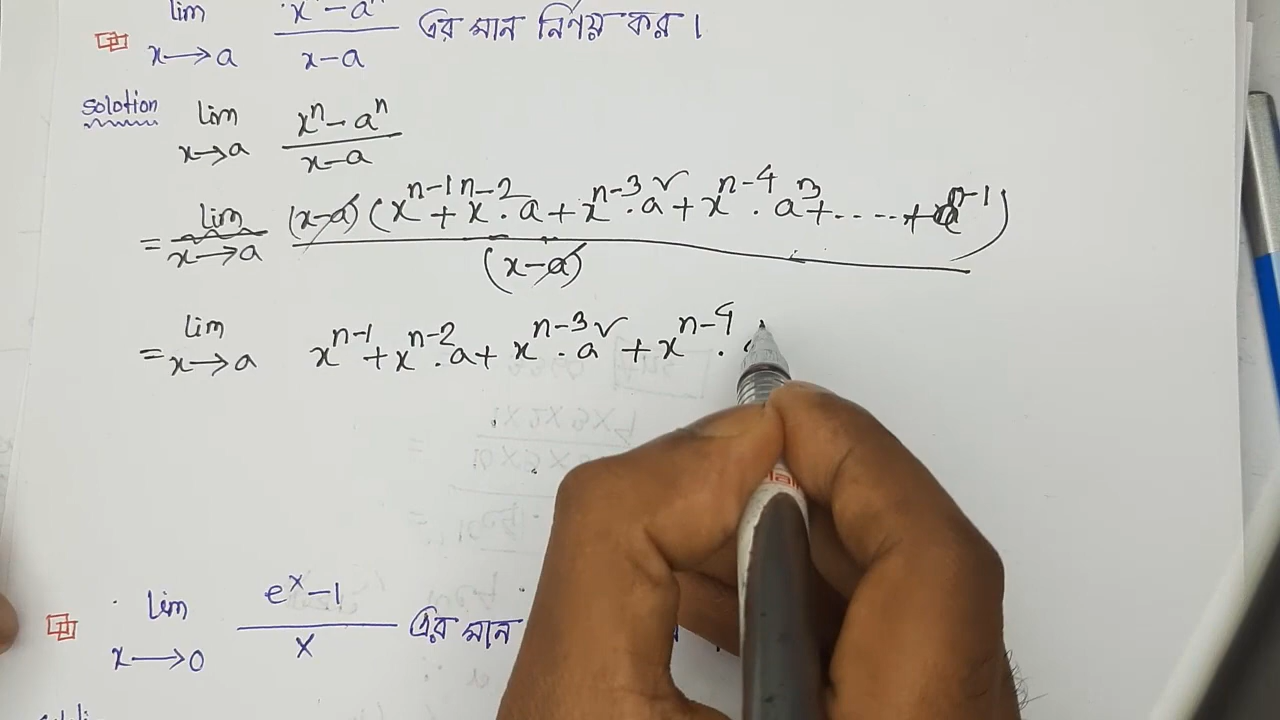 lim x→a (xⁿ - aⁿ)/(x-a) এর মান নির্ণয় কর।
Solotion lim x→a (xⁿ - aⁿ)/(x-a)
= lim x→a (x-a)(xⁿ⁻¹ + xⁿ⁻².a + xⁿ⁻³.a² + xⁿ⁻⁴.a³ + ..... + aⁿ⁻¹)/(x-a)
= lim x→a xⁿ⁻¹ + xⁿ⁻².a + xⁿ⁻³.a² + xⁿ⁻⁴.
lim x→0 (eˣ-1)/x এর মান